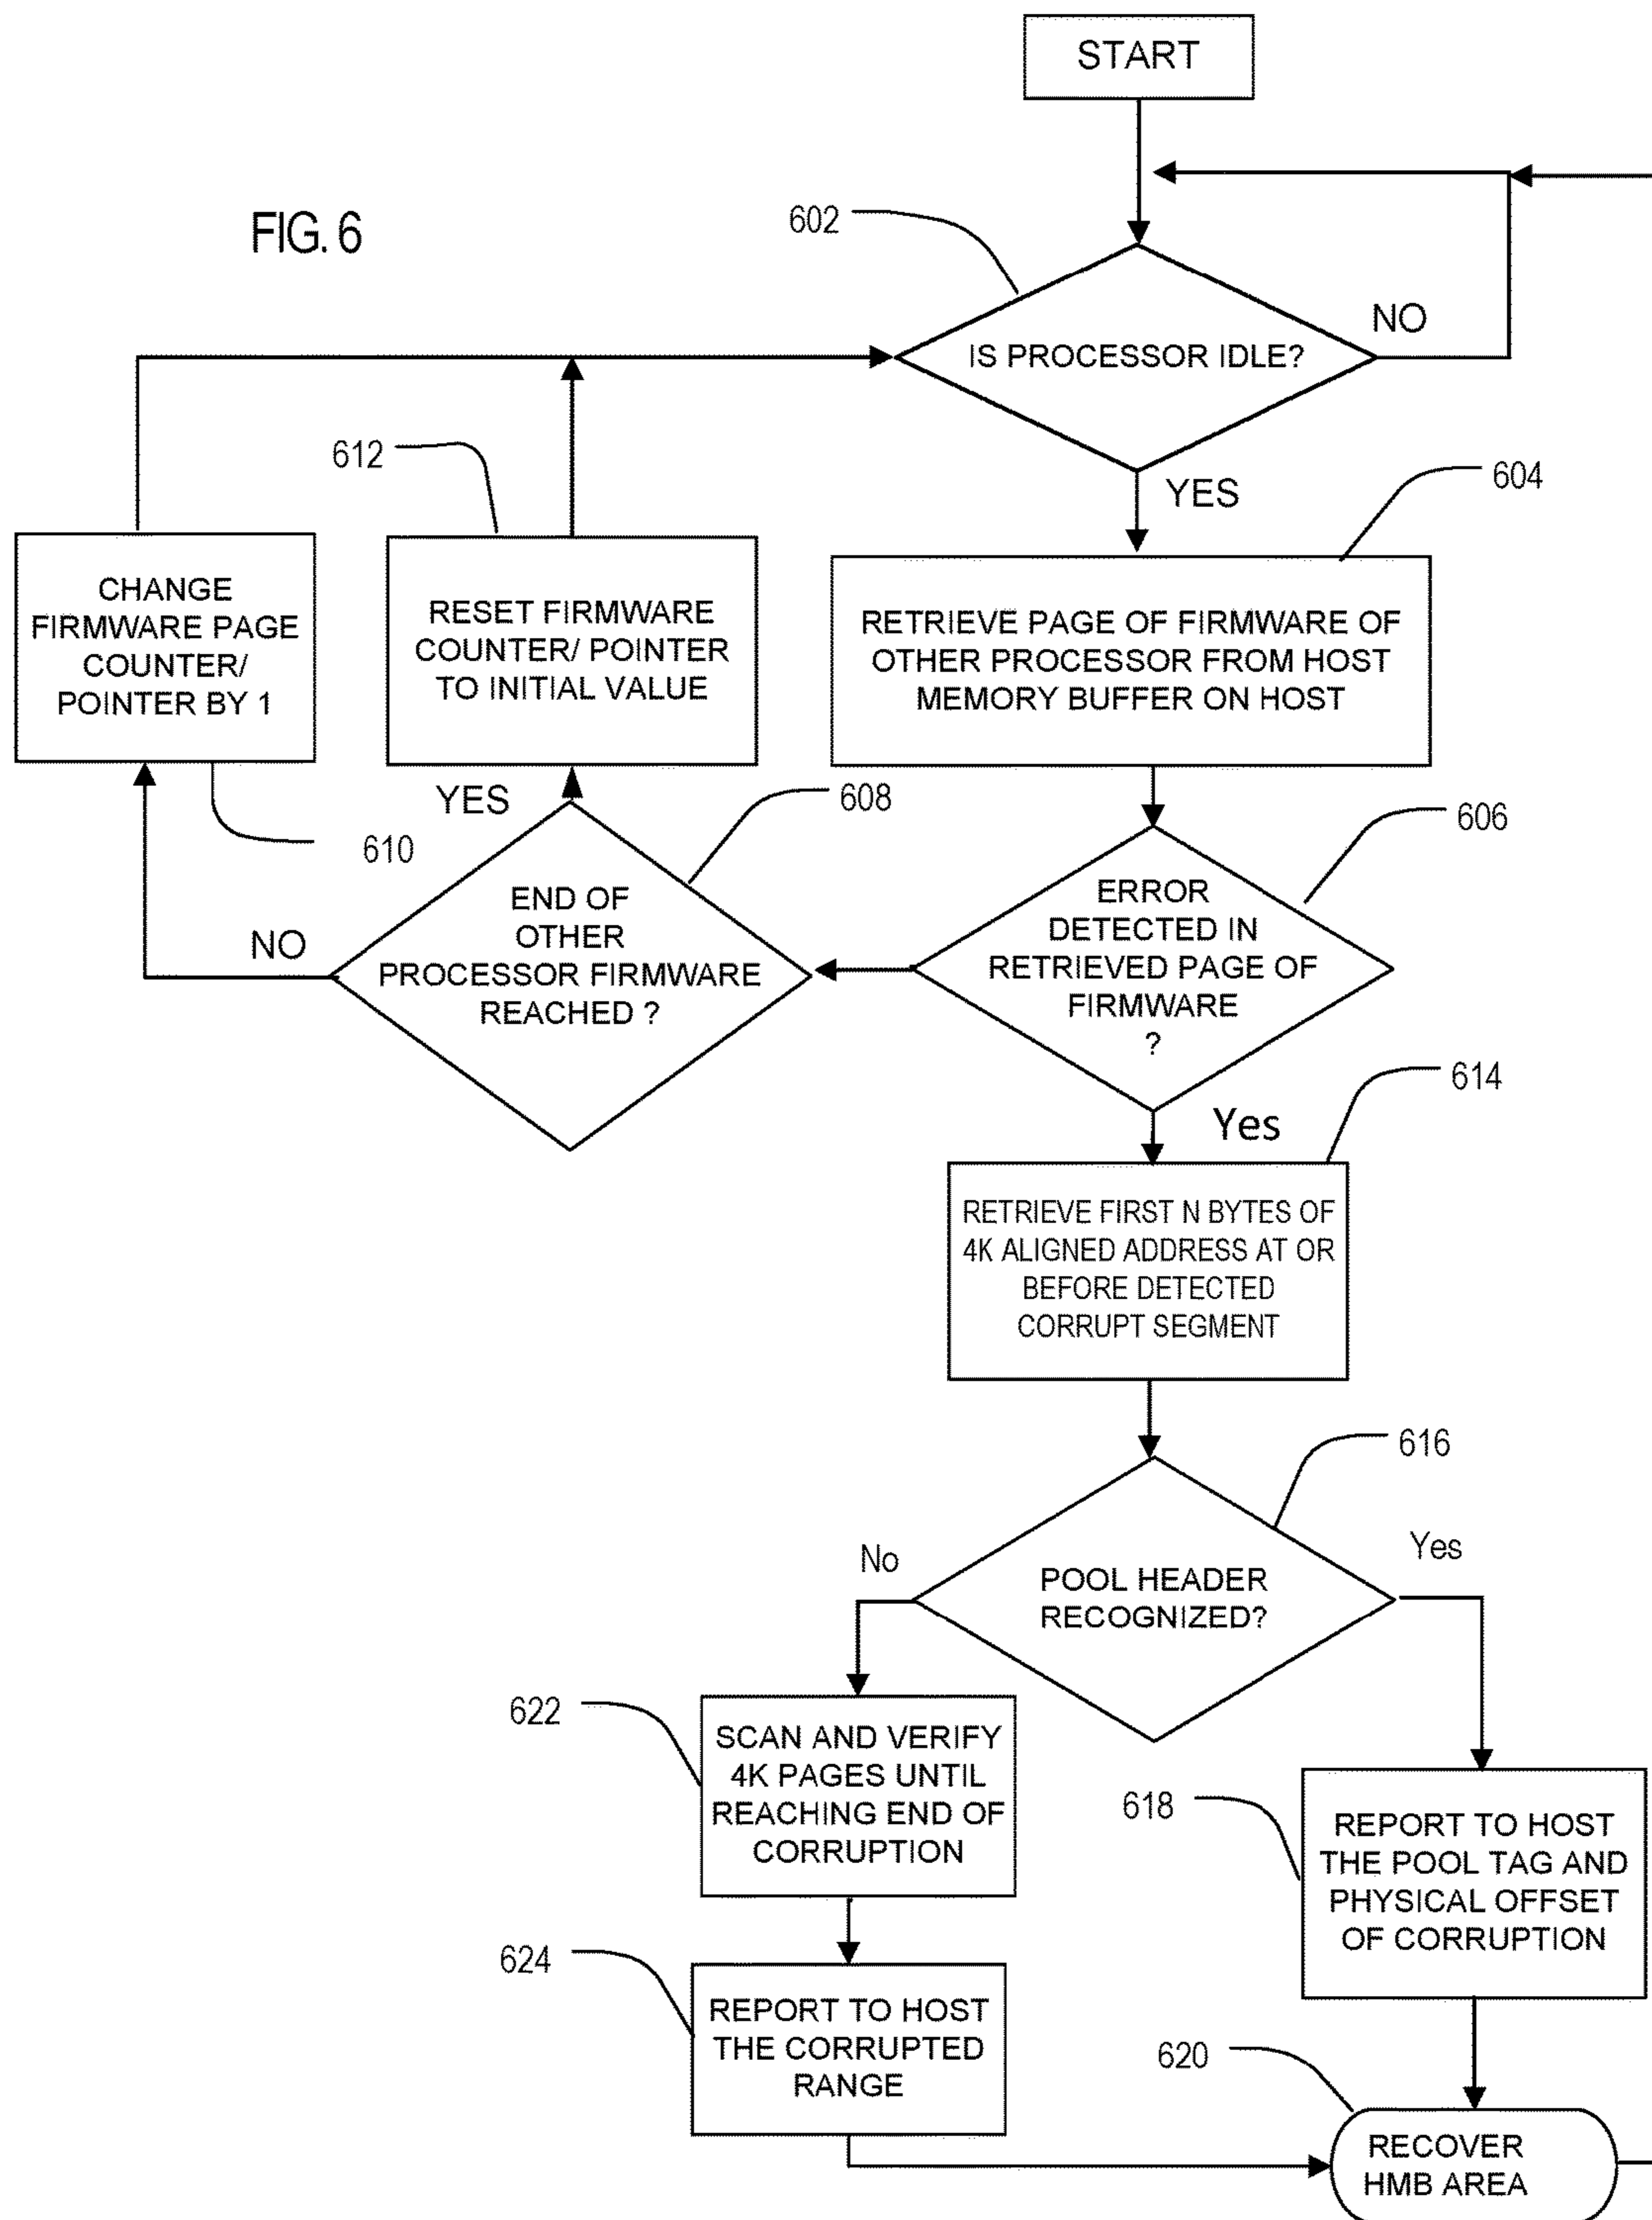 START
FIG. 6
602
NO
IS PROCESSOR IDLE?
612
YES
604
CHANGE
FIRMWARE PAGE
COUNTER/
POINTER BY 1
RESET FIRMWARE
COUNTER/ POINTER
TO INITIAL VALUE
RETRIEVE PAGE OF FIRMWARE OF
OTHER PROCESSOR FROM HOST
MEMORY BUFFER ON HOST
YES
608
606
610
END OF
OTHER
PROCESSOR FIRMWARE
REACHED ?
NO
ERROR
DETECTED IN
RETRIEVED PAGE OF
FIRMWARE
?
614
Yes
RETRIEVE FIRST N BYTES OF
4K ALIGNED ADDRESS AT OR
BEFORE DETECTED
CORRUPT SEGMENT
616
No
Yes
POOL HEADER
RECOGNIZED?
622
SCAN AND VERIFY
4K PAGES UNTIL
REACHING END OF
CORRUPTION
618
REPORT TO HOST
THE POOL TAG AND
PHYSICAL OFFSET
OF CORRUPTION
624
REPORT TO HOST
THE CORRUPTED
RANGE
620
RECOVER
HMB AREA